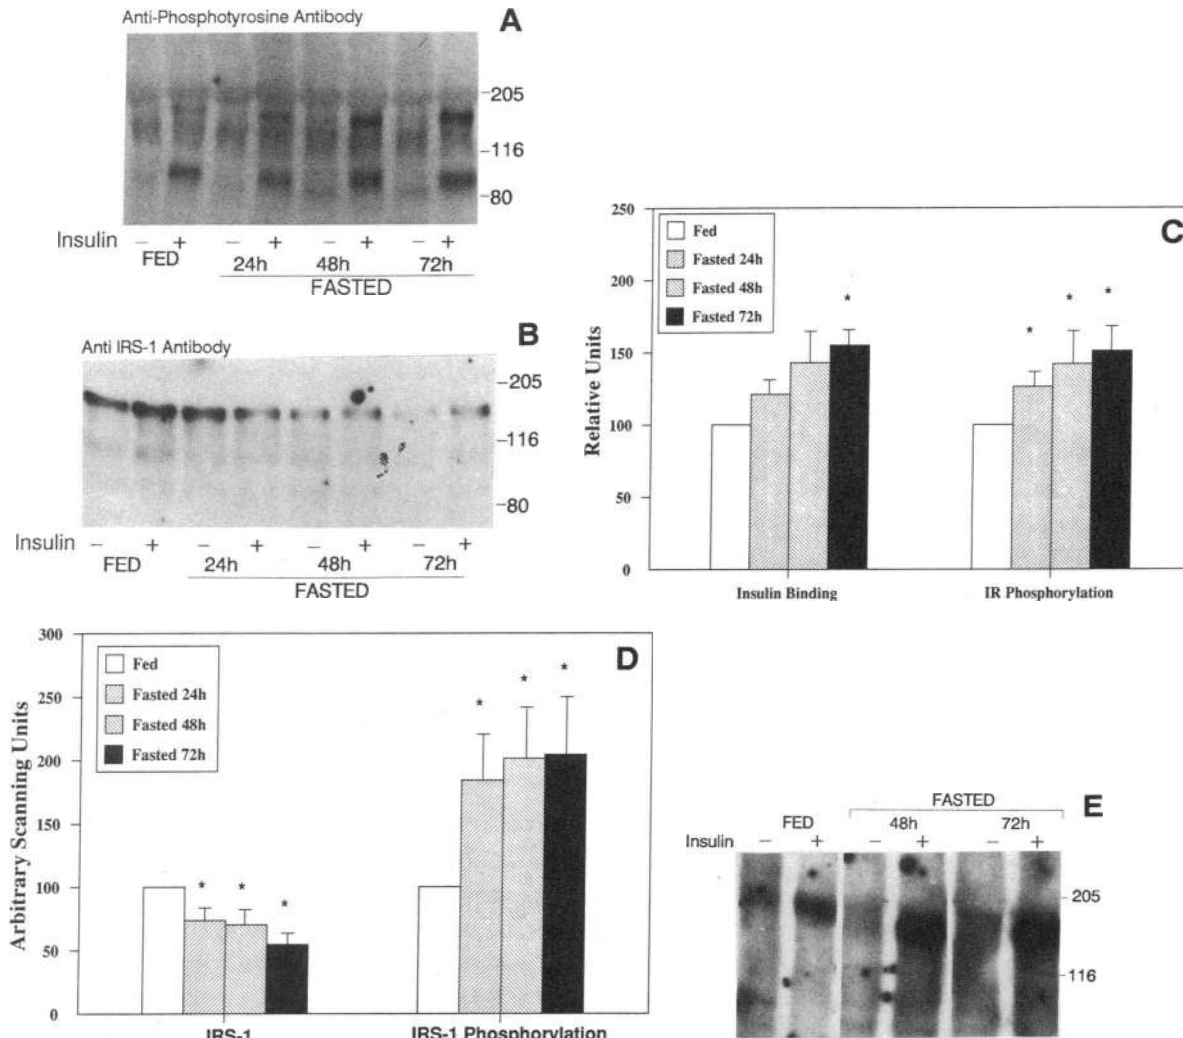 Anti-Phosphotyrosine Antibody
A
-205
-116
-80
Insulin - + - + - + - +
FED 24h 48h 72h
FASTED
Anti IRS-1 Antibody
B
-205
-116
-80
Insulin - + - + - + - +
FED 24h 48h 72h
FASTED
C
Fed
Fasted 24h
Fasted 48h
Fasted 72h
Relative Units
250
200
150
100
50
0
*
* * *
Insulin Binding IR Phosphorylation
D
Fed
Fasted 24h
Fasted 48h
Fasted 72h
Arbitrary Scanning Units
300
250
200
150
100
50
0
* * *
* * *
IRS-1 IRS-1 Phosphorylation
E
FASTED
FED 48h 72h
Insulin - + - + - +
- 205
- 116